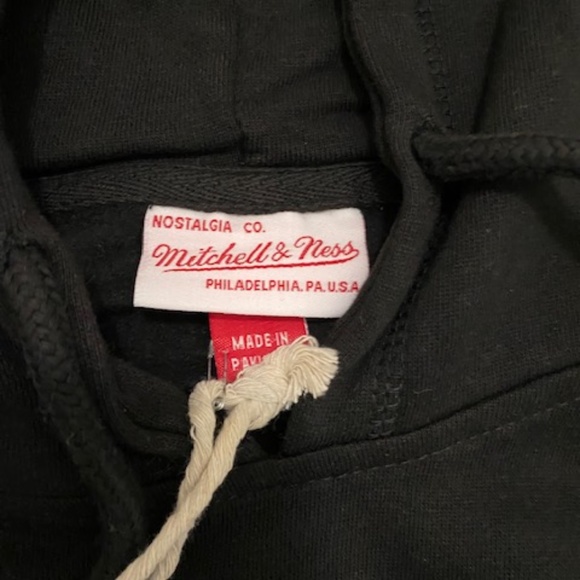 NOSTALGIA CO.
Mitchell & Ness
PHILADELPHIA. PA. U.S.A
MADE IN